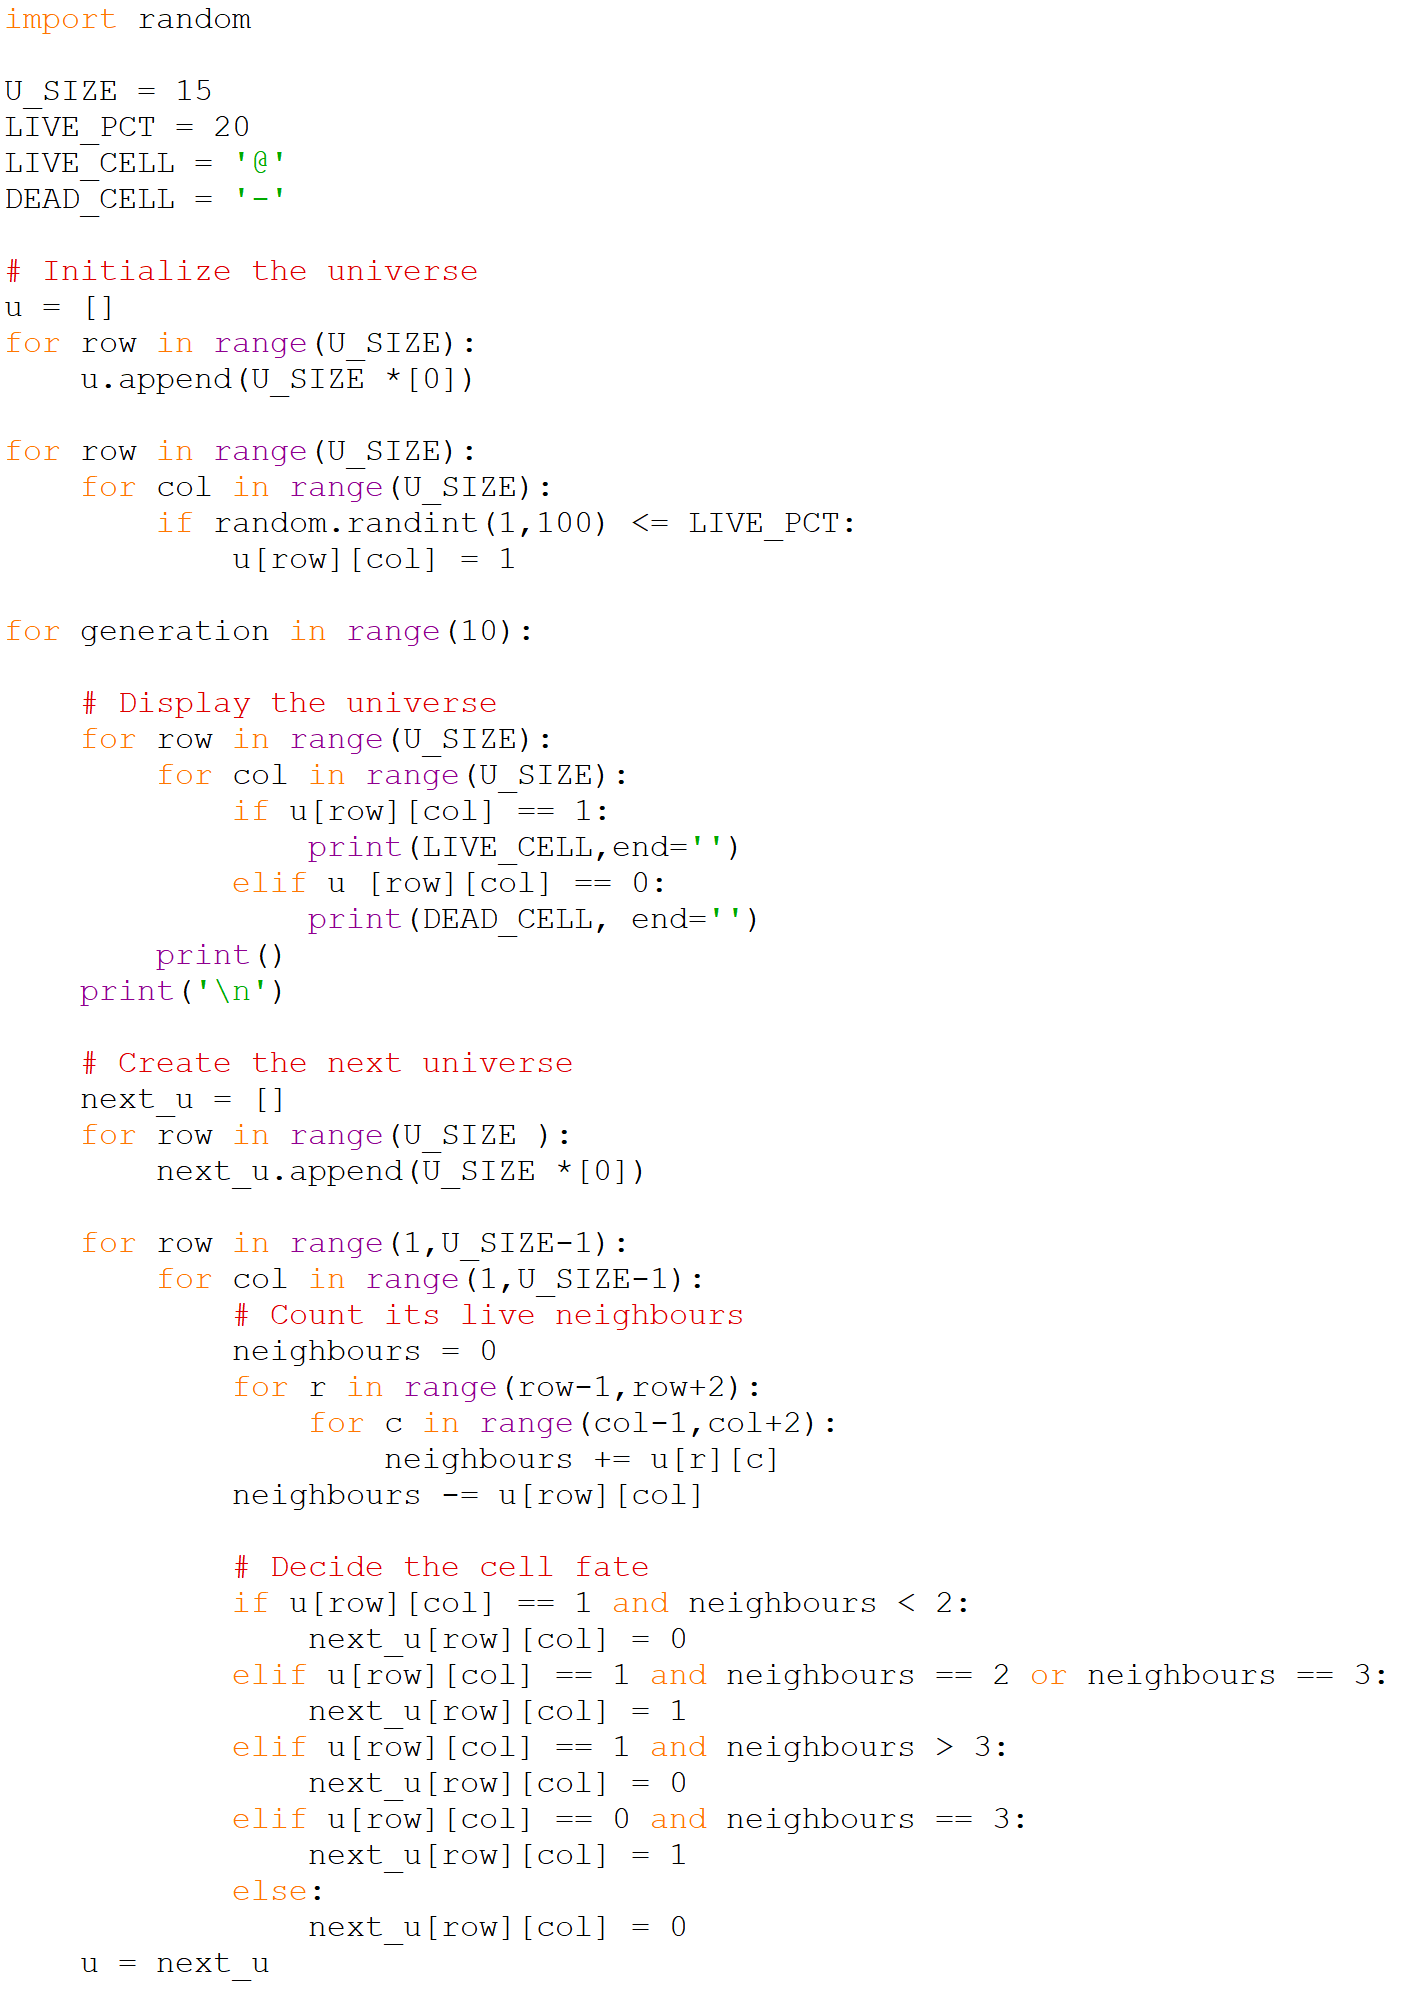 import random

U_SIZE = 15
LIVE_PCT = 20
LIVE_CELL = '@'
DEAD_CELL = '-'

# Initialize the universe
u = []
for row in range(U_SIZE):
    u.append(U_SIZE *[0])

for row in range(U_SIZE):
    for col in range(U_SIZE):
        if random.randint(1,100) <= LIVE_PCT:
            u[row][col] = 1

for generation in range(10):

    # Display the universe
    for row in range(U_SIZE):
        for col in range(U_SIZE):
            if u[row][col] == 1:
                print(LIVE_CELL,end='')
            elif u [row][col] == 0:
                print(DEAD_CELL, end='')
        print()
    print('\n')

    # Create the next universe
    next_u = []
    for row in range(U_SIZE ):
        next_u.append(U_SIZE *[0])

    for row in range(1,U_SIZE-1):
        for col in range(1,U_SIZE-1):
            # Count its live neighbours
            neighbours = 0
            for r in range(row-1,row+2):
                for c in range(col-1,col+2):
                    neighbours += u[r][c]
            neighbours -= u[row][col]

            # Decide the cell fate
            if u[row][col] == 1 and neighbours < 2:
                next_u[row][col] = 0
            elif u[row][col] == 1 and neighbours == 2 or neighbours == 3:
                next_u[row][col] = 1
            elif u[row][col] == 1 and neighbours > 3:
                next_u[row][col] = 0
            elif u[row][col] == 0 and neighbours == 3:
                next_u[row][col] = 1
            else:
                next_u[row][col] = 0
    u = next_u